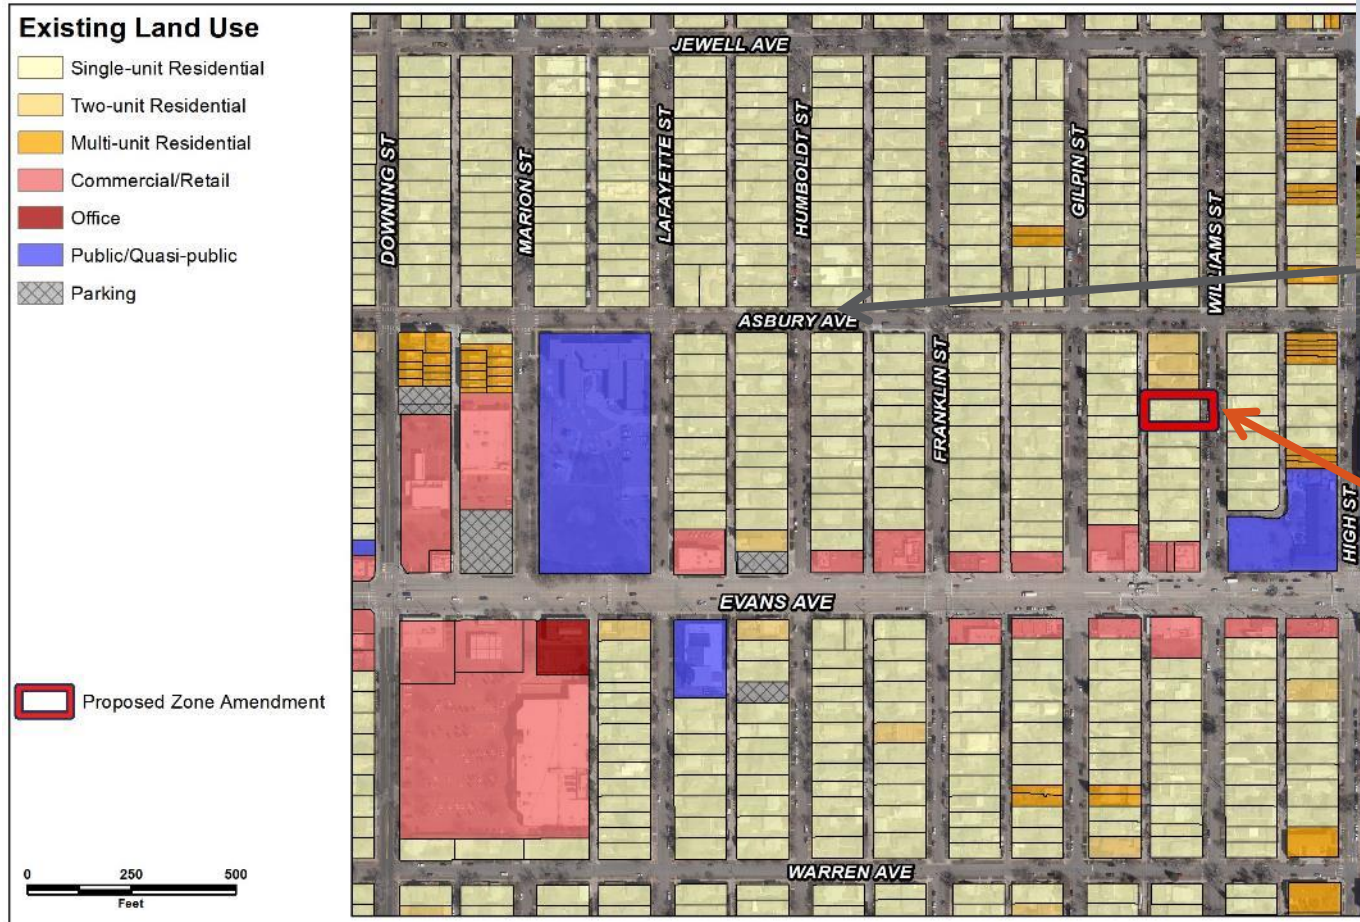 Existing Land Use
Single-unit Residential
Two-unit Residential
Multi-unit Residential
Commercial/Retail
Office
Public/Quasi-public
Parking
Proposed Zone Amendment
0 250 500
Feet
JEWELL AVE
DOWNING ST
MARION ST
LAFAYETTE ST
HUMBOLDT ST
GILPIN ST
WILLIAMS ST
ASBURY AVE
FRANKLIN ST
HIGH ST
EVANS AVE
WARREN AVE